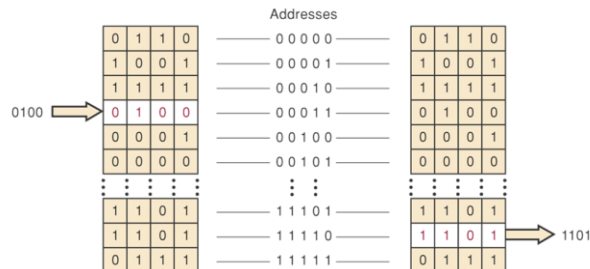 Addresses
0 1 1 0 0 0 0 0 0 0 1 1 0
1 0 0 1 0 0 0 0 1 1 0 0 1
1 1 1 1 0 0 0 1 0 1 1 1 1
0100 0 1 0 0 0 0 0 1 1 0 1 0 0
0 0 0 1 0 0 1 0 0 0 0 0 1
0 0 0 0 0 0 1 0 1 0 0 0 0
1 1 0 1 1 1 1 0 1 1 1 0 1
1 1 0 1 1 1 1 1 0 1 1 0 1 1101
0 1 1 1 1 1 1 1 1 0 1 1 1